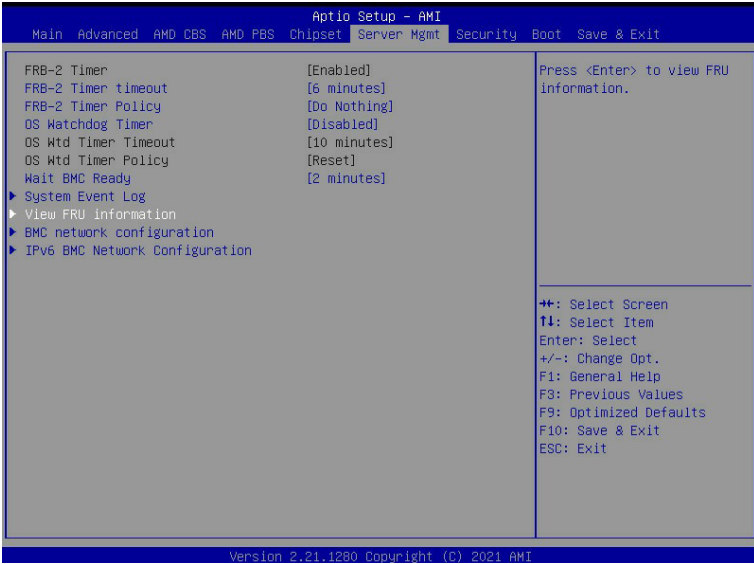 Aptio Setup – AMI
Main Advanced AMD CBS AMD PBS Chipset Server Mgmt Security Boot Save & Exit
FRB-2 Timer [Enabled]
FRB-2 Timer timeout [6 minutes]
FRB-2 Timer Policy [Do Nothing]
OS Watchdog Timer [Disabled]
OS Wtd Timer Timeout [10 minutes]
OS Wtd Timer Policy [Reset]
Wait BMC Ready [2 minutes]
System Event Log
View FRU information
BMC network configuration
IPv6 BMC Network Configuration
Press <Enter> to view FRU
information.
→←: Select Screen
↑↓: Select Item
Enter: Select
+/-: Change Opt.
F1: General Help
F3: Previous Values
F9: Optimized Defaults
F10: Save & Exit
ESC: Exit
Version 2.21.1280 Copyright (C) 2021 AMI